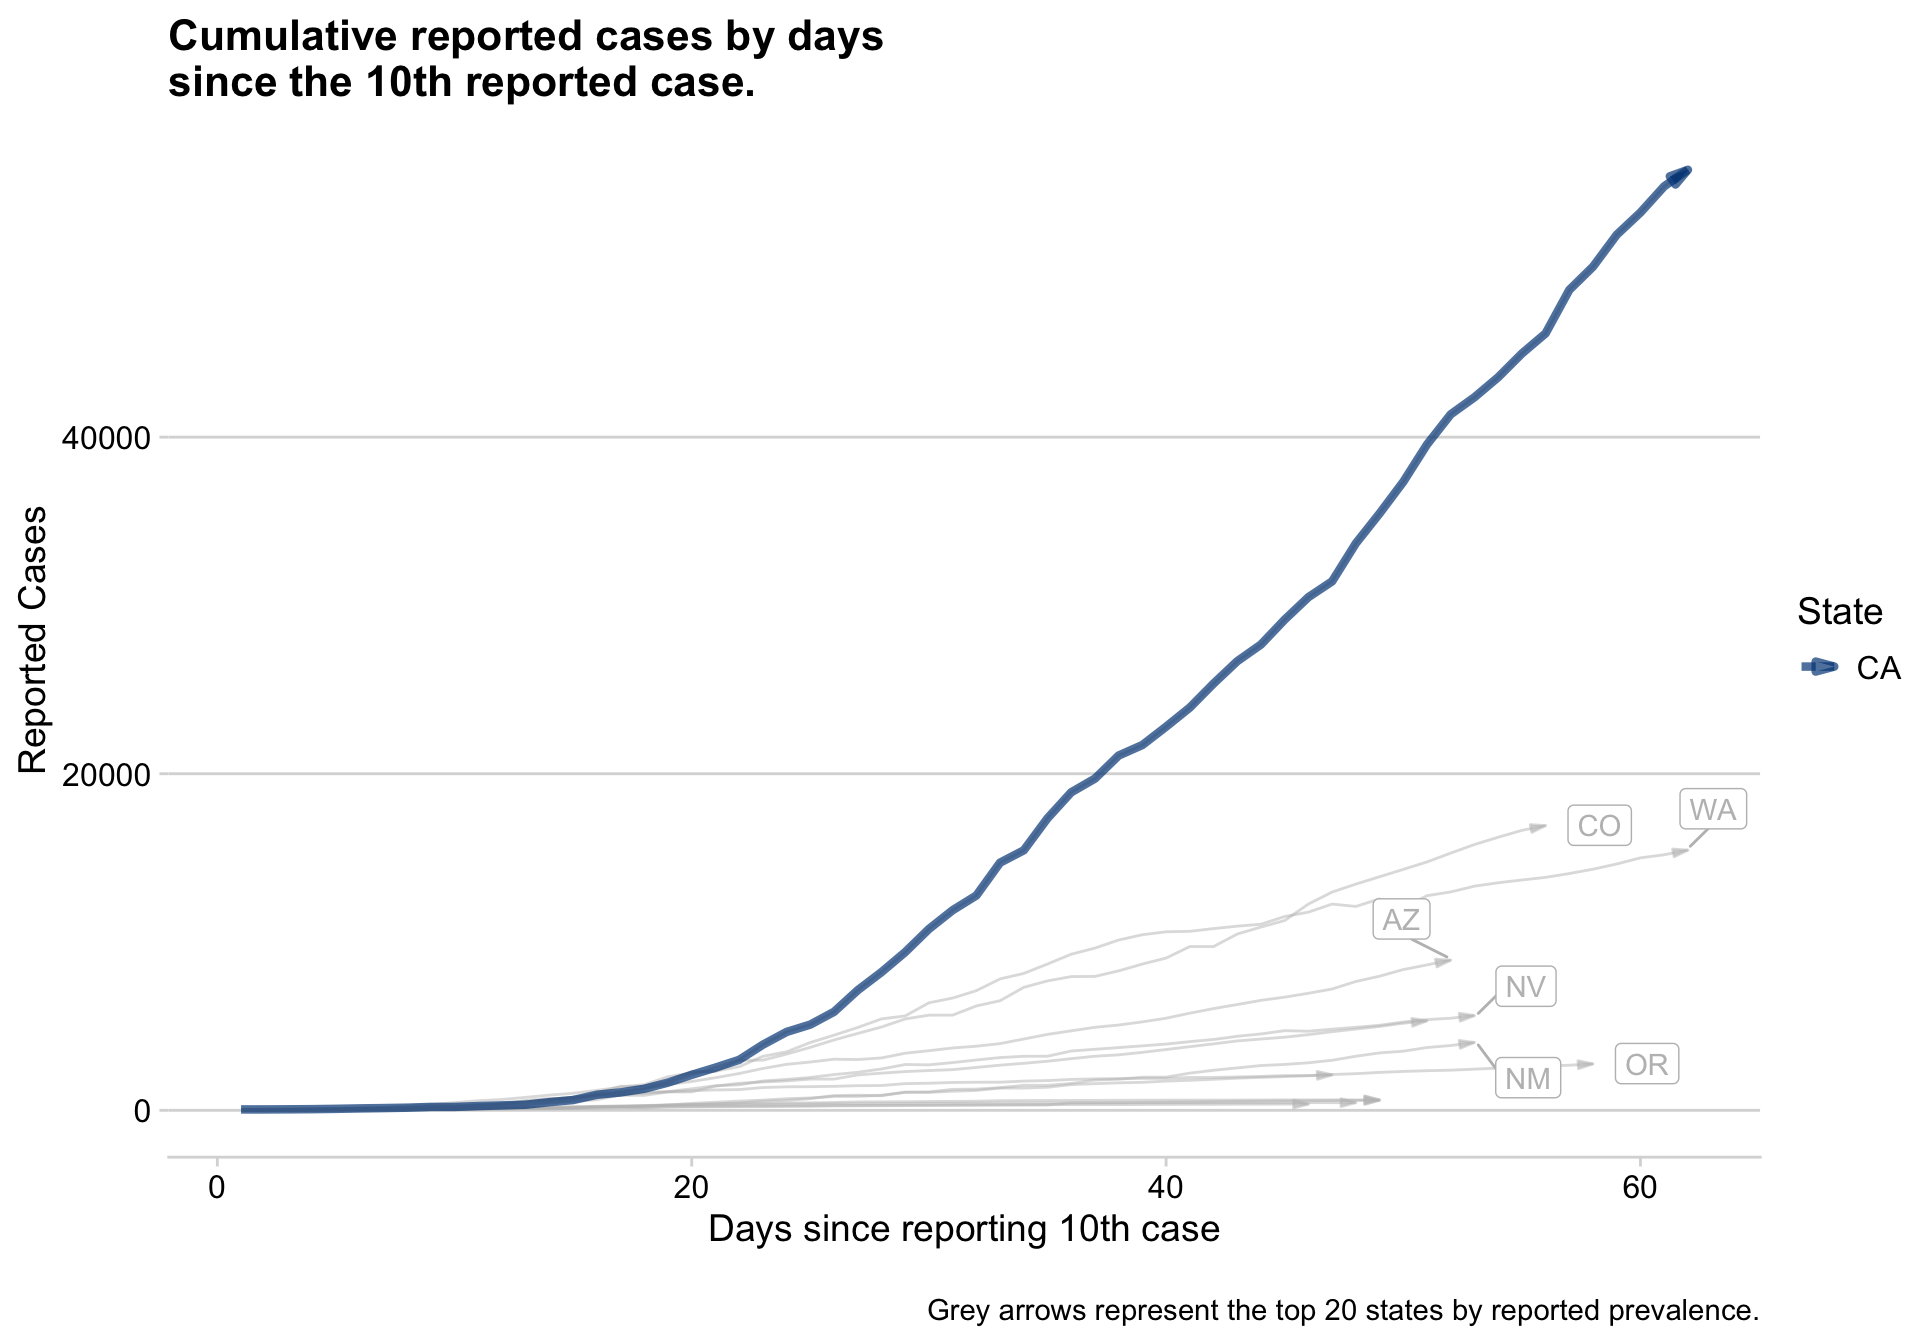 Cumulative reported cases by days
since the 10th reported case.
Reported Cases
40000
20000
0
0
20
40
60
Days since reporting 10th case
CO
WA
AZ
NV
NM
OR
State
CA
Grey arrows represent the top 20 states by reported prevalence.